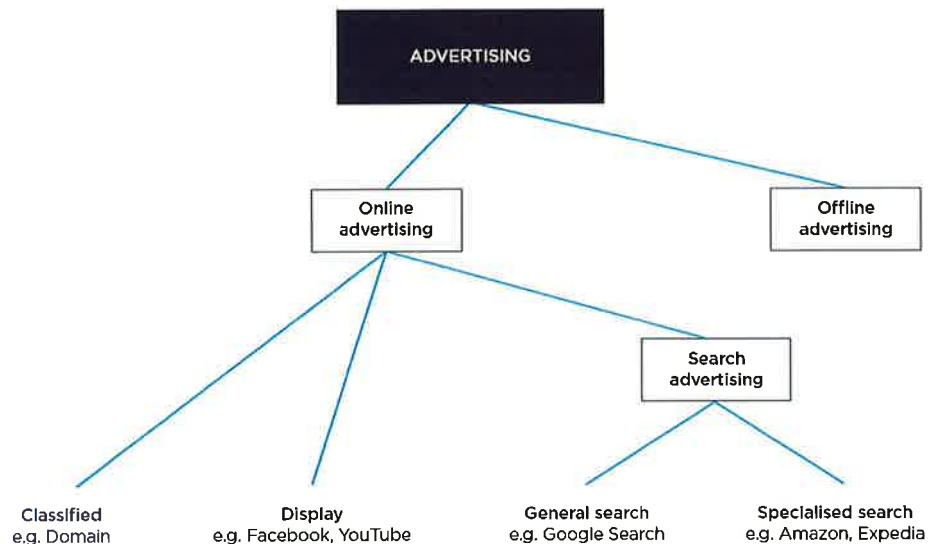 ADVERTISING
Online
advertising
Offline
advertising
Search
advertising
Classified
e.g. Domain
Display
e.g. Facebook, YouTube
General search
e.g. Google Search
Specialised search
e.g. Amazon, Expedia